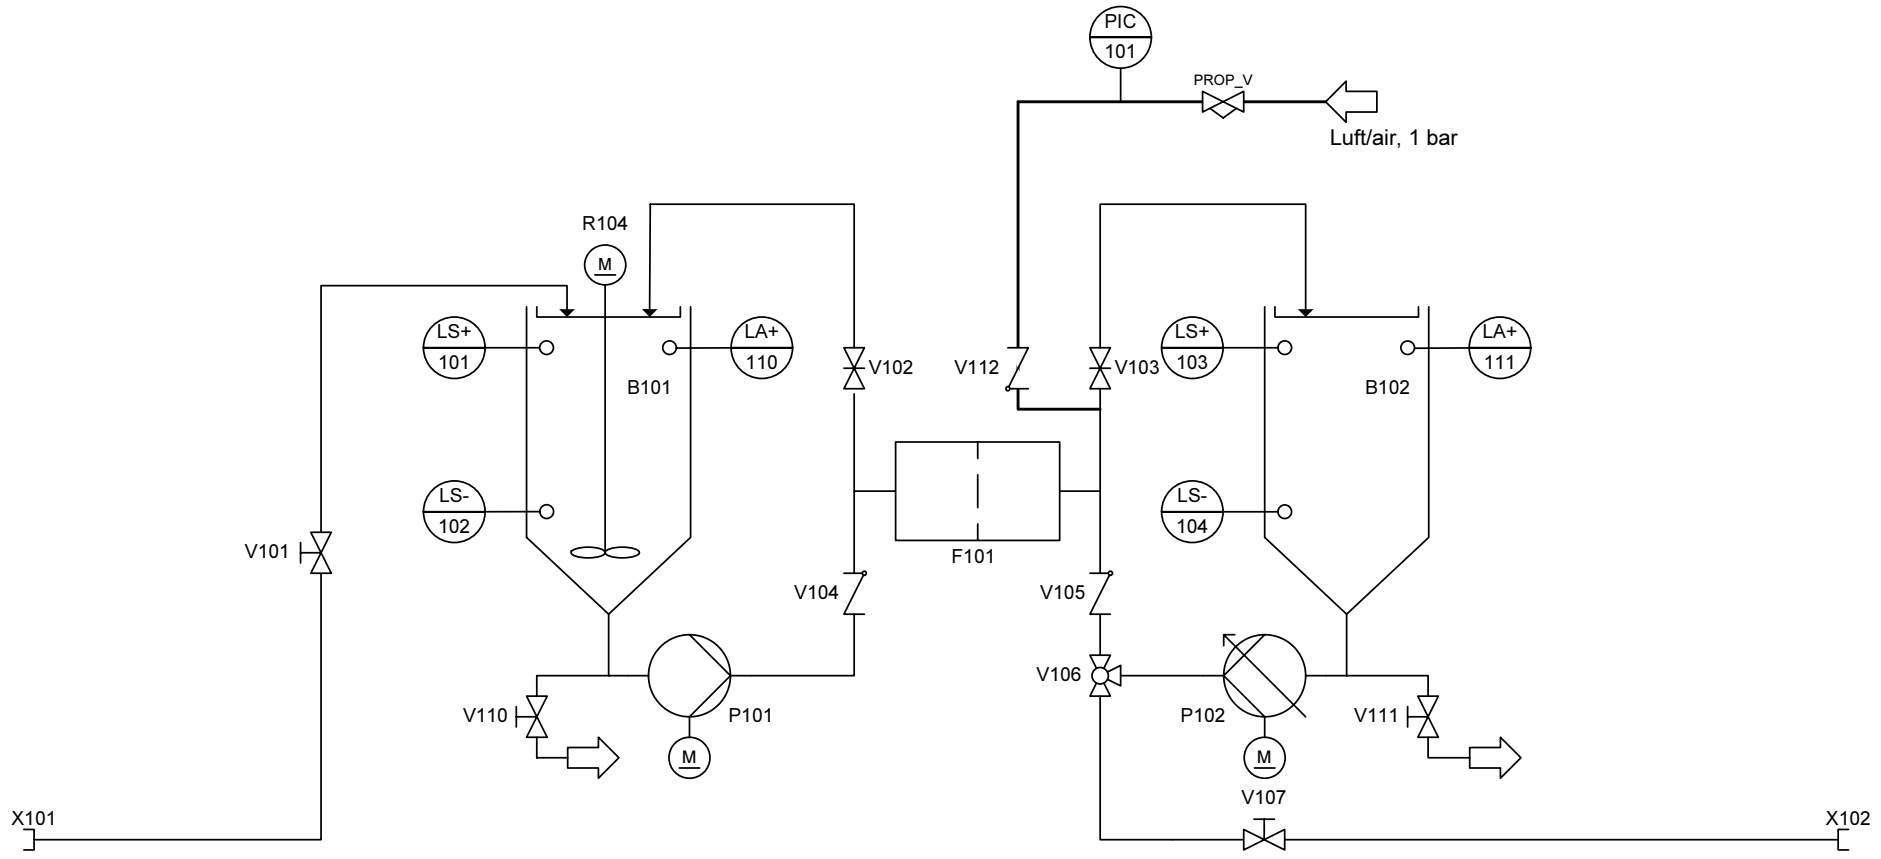 PIC
101
PROP_V
Luft/air, 1 bar
R104
M
LS+
101
LA+
110
B101
V102
V112
V103
LS+
103
LA+
111
B102
LS-
102
LS-
104
V101
F101
V104
V105
V106
V110
P101
M
P102
M
V111
V107
X101
X102